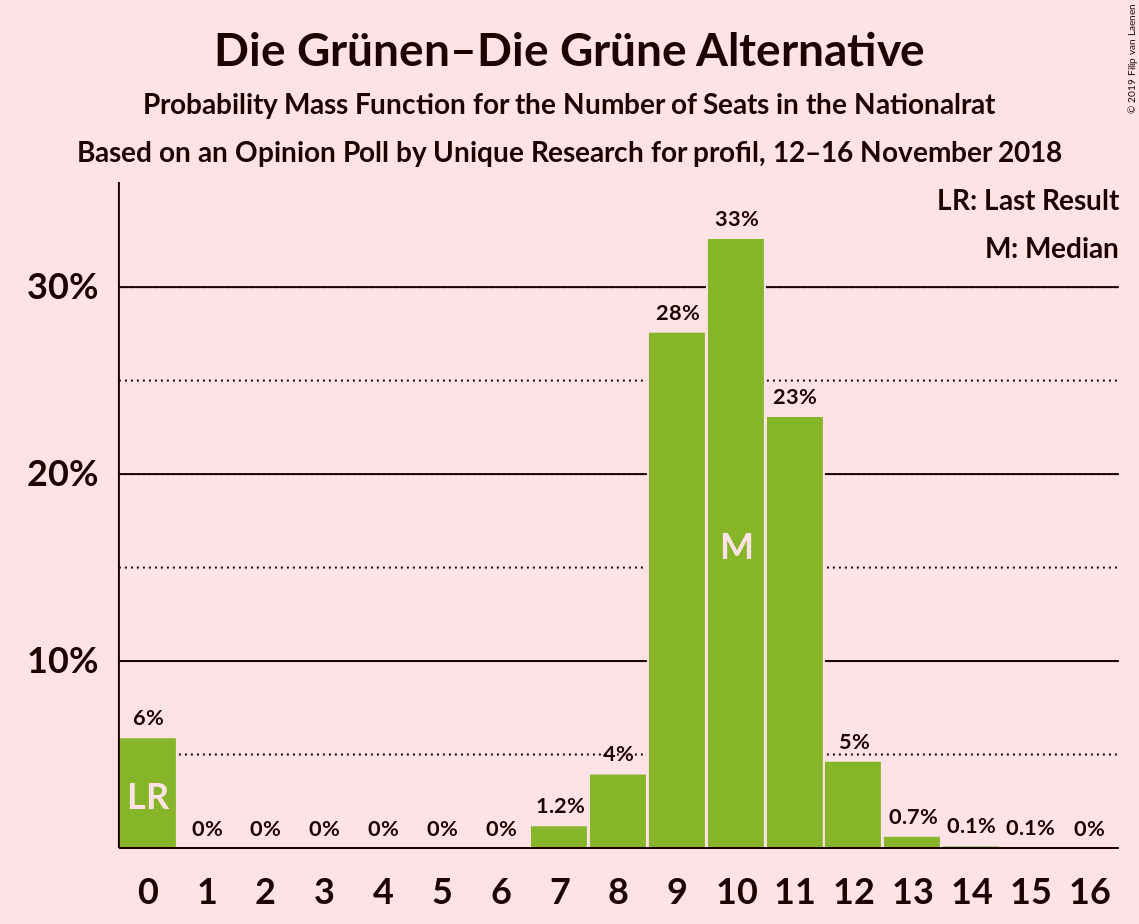 Die Grünen–Die Grüne Alternative
Probability Mass Function for the Number of Seats in the Nationalrat
Based on an Opinion Poll by Unique Research for profil, 12–16 November 2018
© 2019 Filip van Laenen
LR: Last Result
M: Median
33%
30%
28%
23%
20%
M
10%
6%
5%
4%
LR
1.2%
0.7%
0% 0% 0% 0% 0% 0% 0.1% 0.1% 0%
0 1 2 3 4 5 6 7 8 9 10 11 12 13 14 15 16